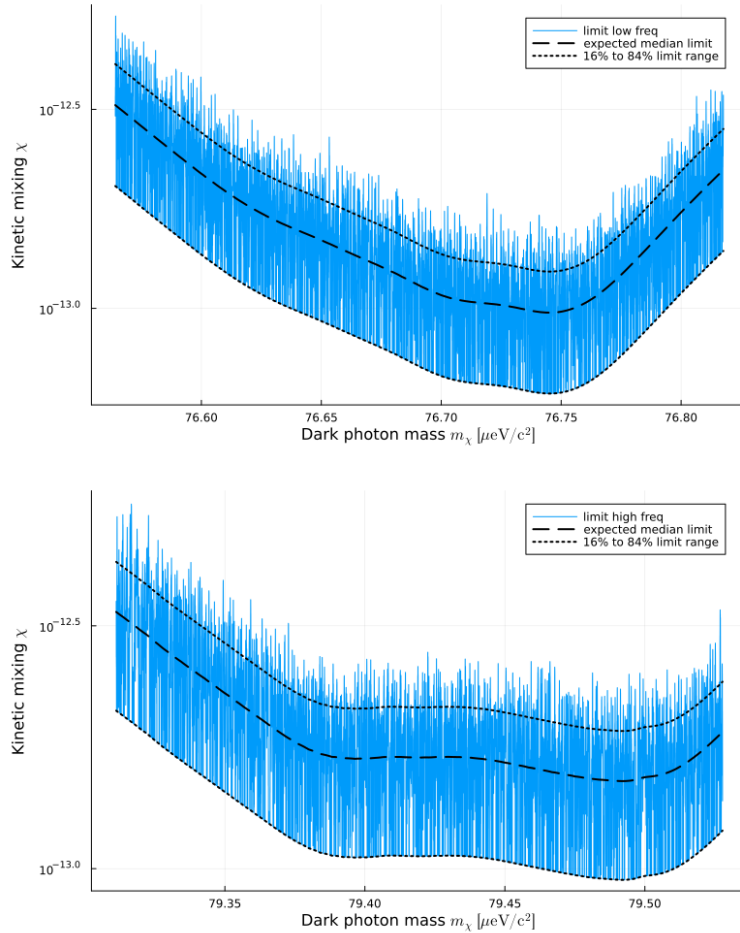 limit low freq
expected median limit
16% to 84% limit range
10^−12.5
10^−13.0
Kinetic mixing χ
76.60 76.65 76.70 76.75 76.80
Dark photon mass m_χ [μeV/c²]
limit high freq
expected median limit
16% to 84% limit range
10^−12.5
10^−13.0
Kinetic mixing χ
79.35 79.40 79.45 79.50
Dark photon mass m_χ [μeV/c²]